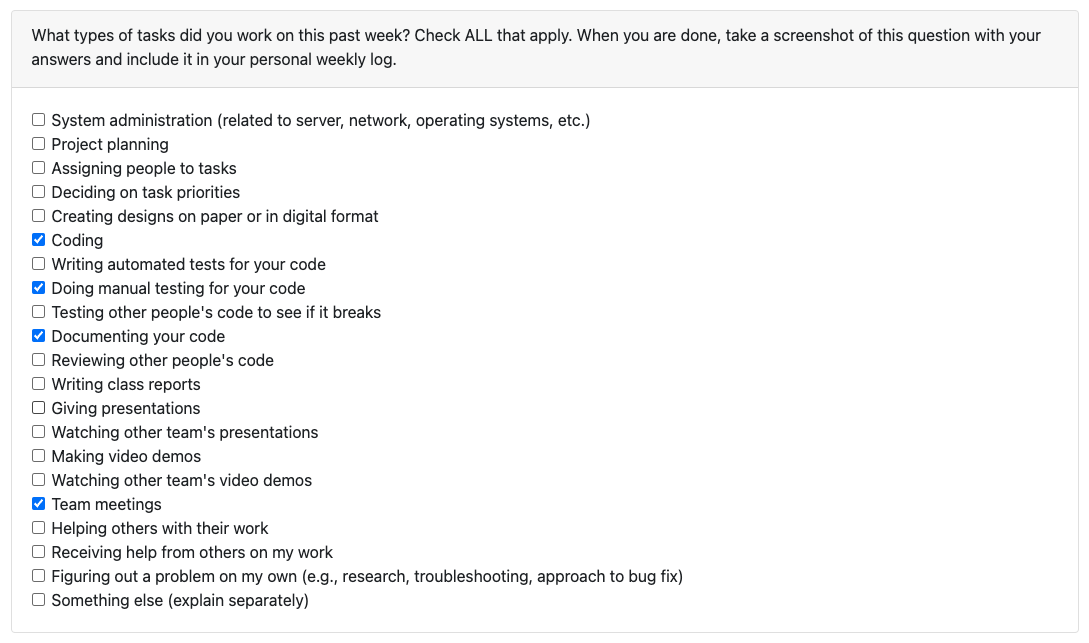 What types of tasks did you work on this past week? Check ALL that apply. When you are done, take a screenshot of this question with your
answers and include it in your personal weekly log.
System administration (related to server, network, operating systems, etc.)
Project planning
Assigning people to tasks
Deciding on task priorities
Creating designs on paper or in digital format
Coding
Writing automated tests for your code
Doing manual testing for your code
Testing other people's code to see if it breaks
Documenting your code
Reviewing other people's code
Writing class reports
Giving presentations
Watching other team's presentations
Making video demos
Watching other team's video demos
Team meetings
Helping others with their work
Receiving help from others on my work
Figuring out a problem on my own (e.g., research, troubleshooting, approach to bug fix)
Something else (explain separately)